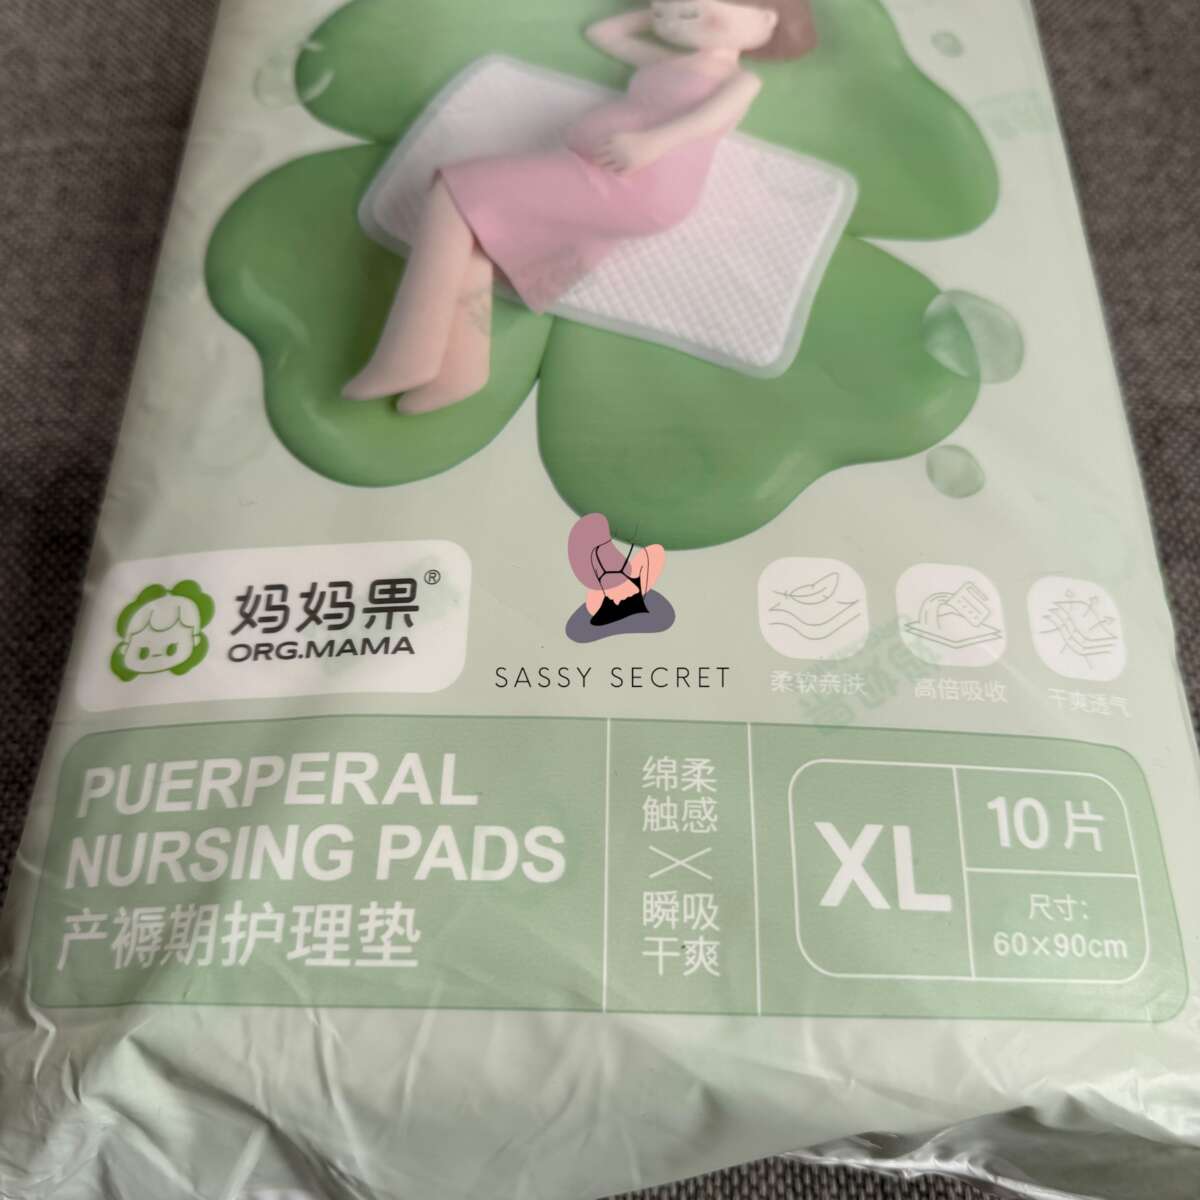 妈妈果®
ORG.MAMA
SASSY SECRET
柔软亲肤
高倍吸收
干爽透气
PUERPERAL
NURSING PADS
产褥期护理垫
绵柔
触感
×
瞬吸
干爽
XL
10片
尺寸:
60×90cm